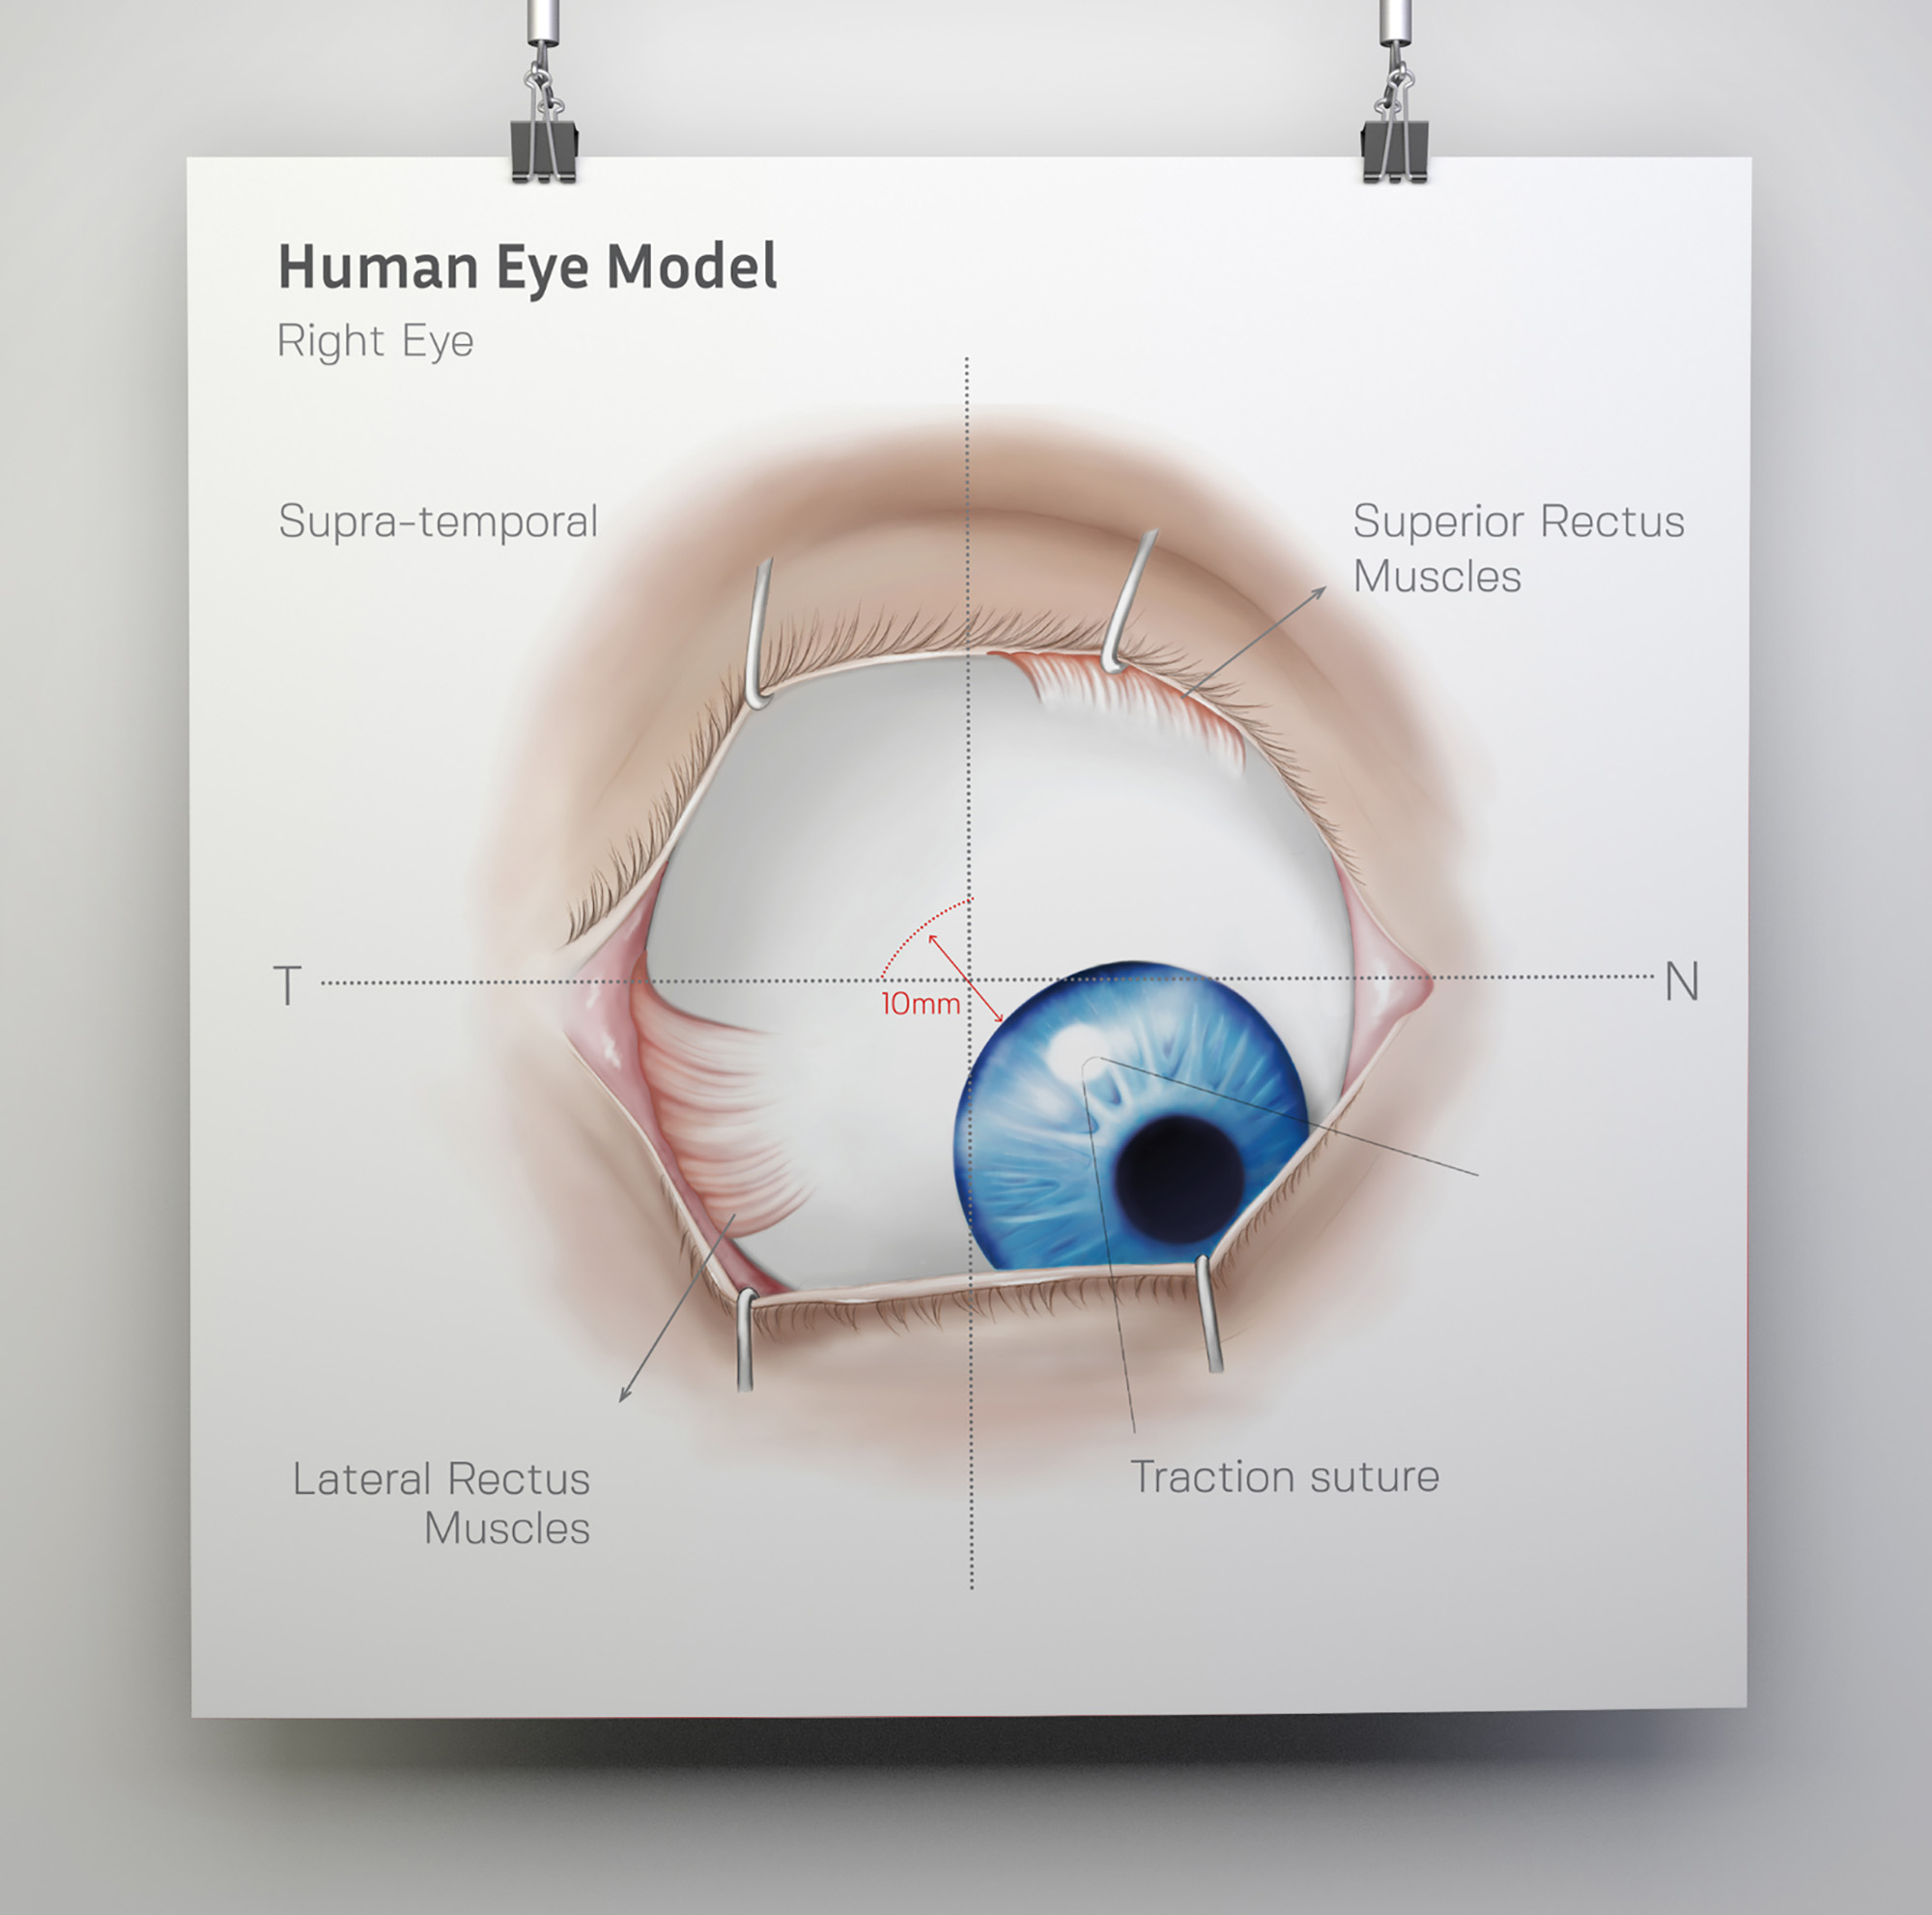 Human Eye Model
Right Eye
Supra-temporal
Superior Rectus
Muscles
T
N
10mm
Lateral Rectus
Muscles
Traction suture